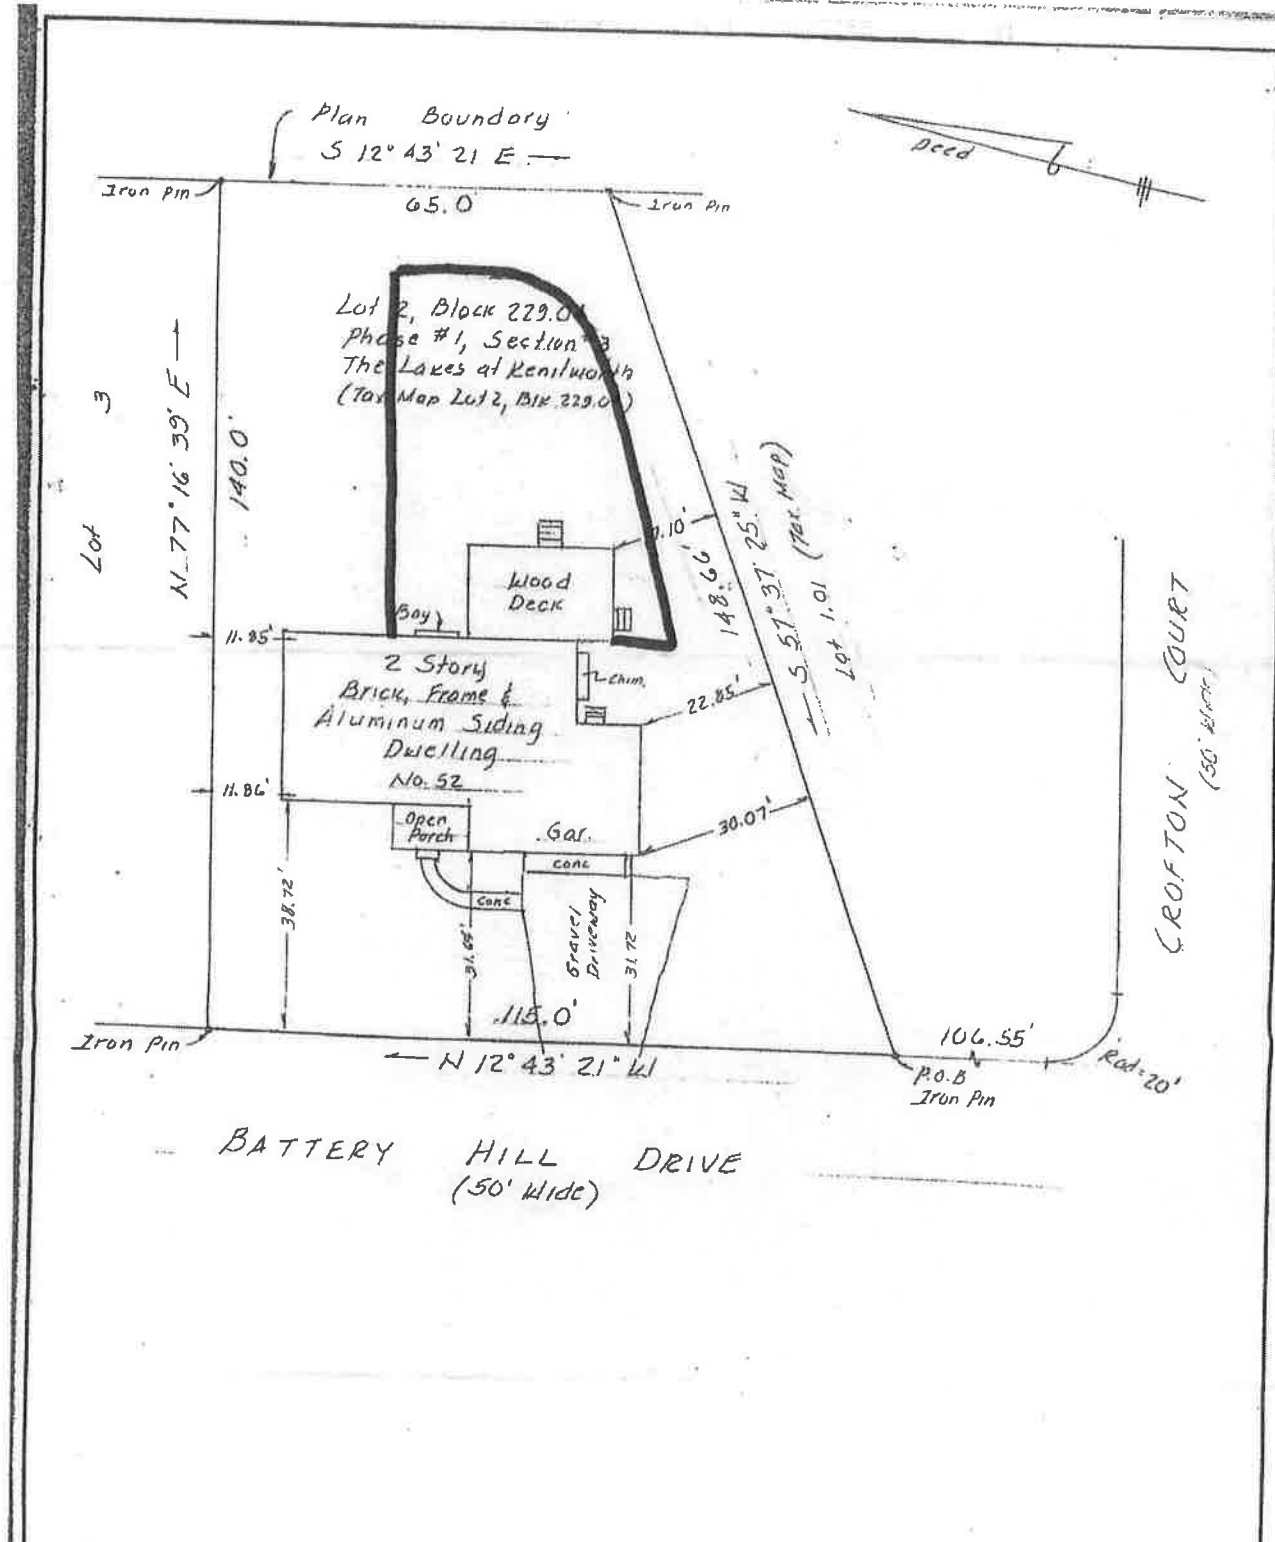 Plan Boundary
S 12° 43' 21 E
Iron Pin
65.0
Iron Pin
Deed
Lot 2, Block 229.0
Phase #1, Section 3
The Lakes at Kenilworth
(Tax Map Lot 2, Blk. 229.0)
Lot 3
N 77° 16' 39' E
140.0'
.10'
148.66'
S 57° 37' 25" W
Lot 1.01 (Tax. Map)
Wood
Deck
Bay
11.85'
2 Story
Brick, Frame &
Aluminum Siding
Dwelling
No. 52
Chim.
22.85'
11.86'
Open
Porch
Gar.
30.07'
Conc
Conc
38.72'
Gravel
Driveway
31.72
115.0'
Iron Pin
N 12° 43' 21" W
106.55'
Rad=20'
P.O.B
Iron Pin
CROFTON COURT
(50' Wide)
BATTERY HILL DRIVE
(50' Wide)